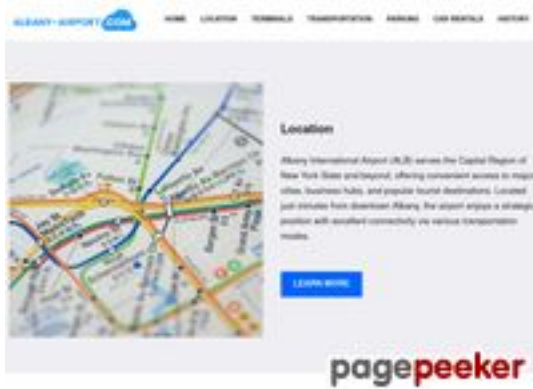 ALBANY-AIRPORT.COM HOME LOCATION TERMINALS TRANSPORTATION PARKING CAR RENTALS HISTORY
Location
Albany International Airport (ALB) serves the Capital Region of
New York State and beyond, offering convenient access to major
cities, business hubs, and popular tourist destinations. Located
just minutes from downtown Albany, the airport enjoys a strategic
position with excellent connectivity via various transportation
modes.
LEARN MORE
pagepeeker